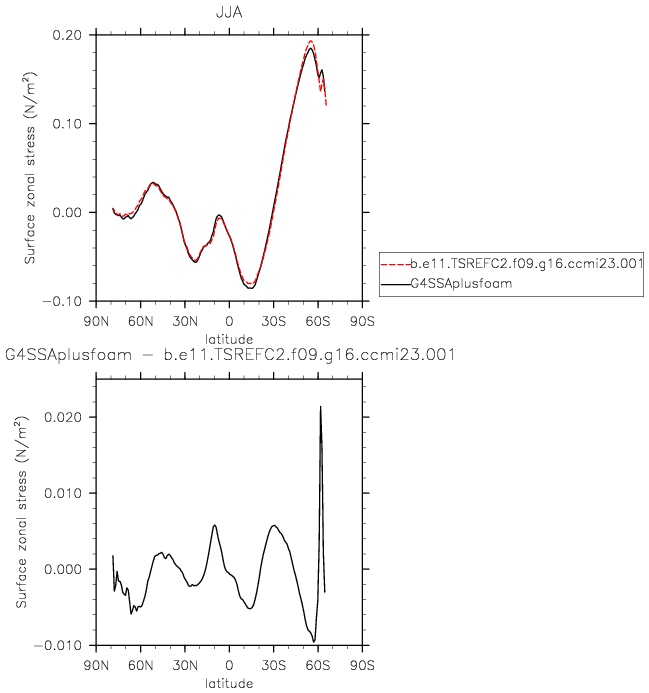 JJA
Surface zonal stress (N/m²)
0.20
0.10
0.00
−0.10
90N 60N 30N 0 30S 60S 90S
latitude
b.e11.TSREFC2.f09.g16.ccmi23.001
G4SSAplusfoam
G4SSAplusfoam − b.e11.TSREFC2.f09.g16.ccmi23.001
Surface zonal stress (N/m²)
0.020
0.010
0.000
−0.010
90N 60N 30N 0 30S 60S 90S
latitude